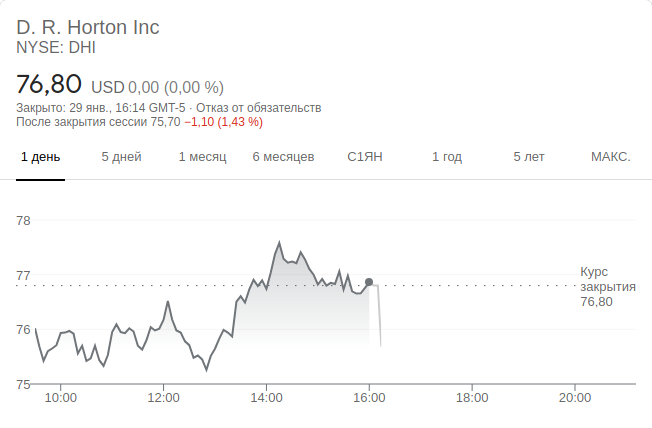 D. R. Horton Inc
NYSE: DHI
76,80 USD 0,00 (0,00 %)
Закрыто: 29 янв., 16:14 GMT-5 · Отказ от обязательств
После закрытия сессии 75,70 −1,10 (1,43 %)
1 день 5 дней 1 месяц 6 месяцев С1ЯН 1 год 5 лет МАКС.
78
77
76
75
Курс
закрытия
76,80
10:00 12:00 14:00 16:00 18:00 20:00